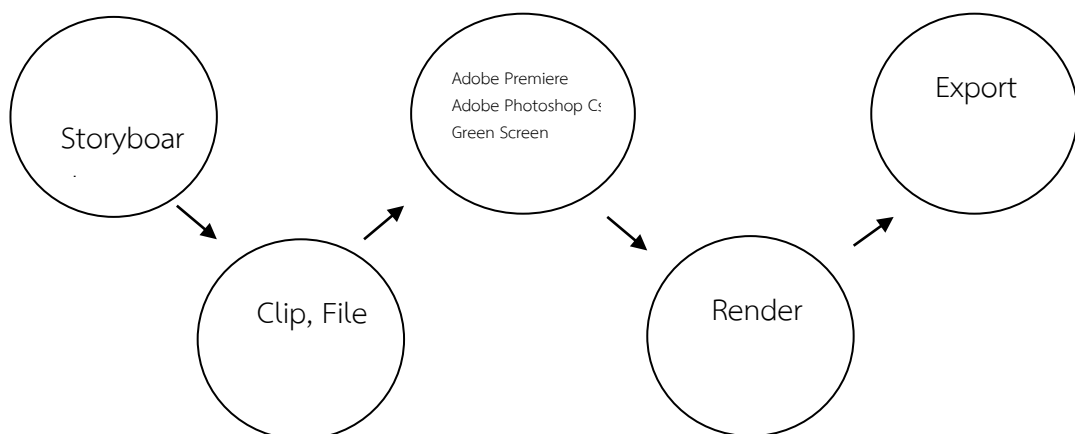 Storyboar
Clip, File
Adobe Premiere
Adobe Photoshop Cs
Green Screen
Render
Export